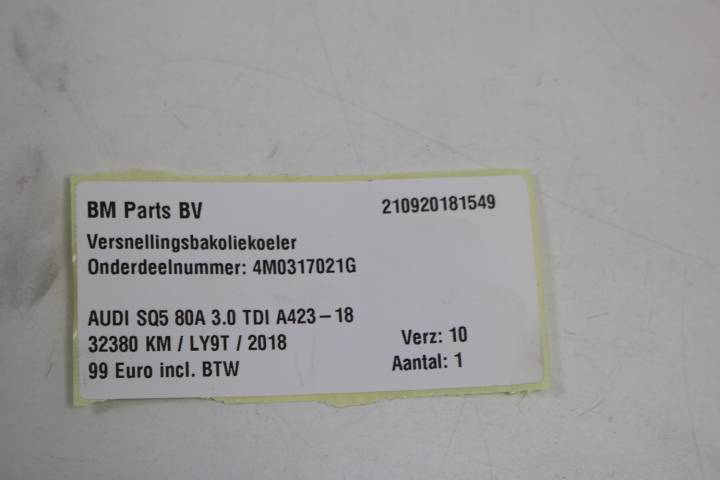 BM Parts BV 210920181549
Versnellingsbakoliekoeler
Onderdeelnummer: 4M0317021G
AUDI SQ5 80A 3.0 TDI A423-18
32380 KM / LY9T / 2018 Verz: 10
99 Euro incl. BTW Aantal: 1